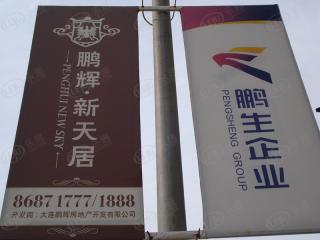 鹏辉·新天居
PENGHUI NEW SKY
8687 1777/1888
开发商：大连鹏辉房地产开发有限公司
鹏生企业
PENGSHENG GROUP